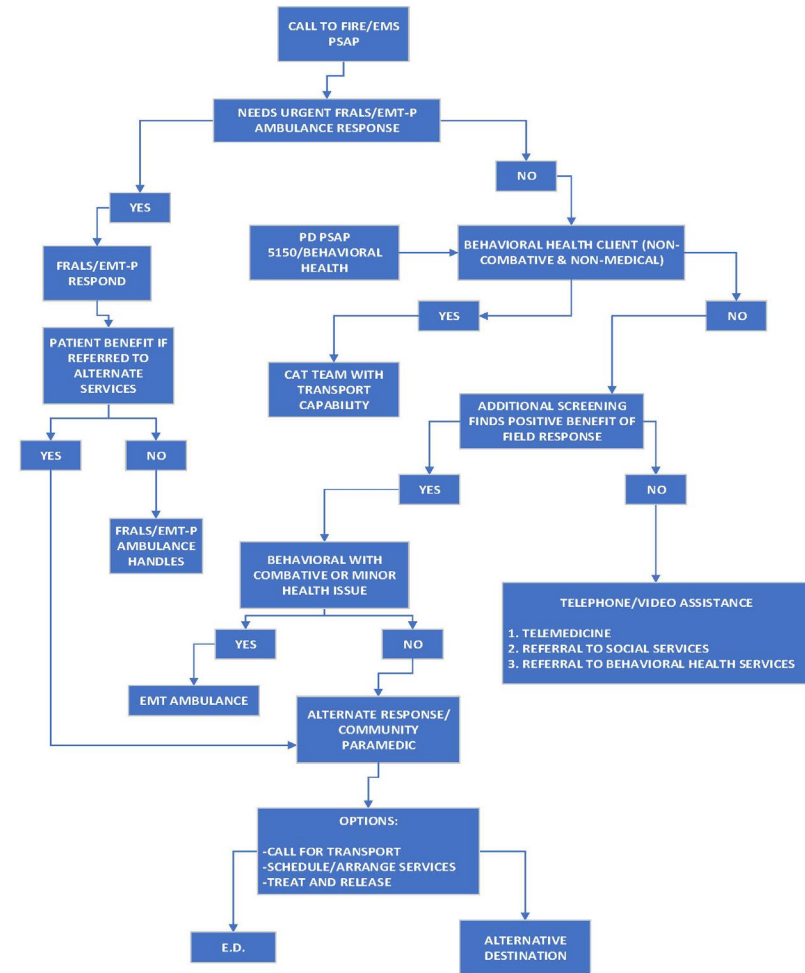 CALL TO FIRE/EMS
PSAP
NEEDS URGENT FRALS/EMT-P
AMBULANCE RESPONSE
NO
YES
PD PSAP
5150/BEHAVIORAL
HEALTH
BEHAVIORAL HEALTH CLIENT (NON-
COMBATIVE & NON-MEDICAL)
FRALS/EMT-P
RESPOND
YES
NO
PATIENT BENEFIT IF
REFERRED TO
ALTERNATE
SERVICES
CAT TEAM WITH
TRANSPORT
CAPABILITY
ADDITIONAL SCREENING
FINDS POSITIVE BENEFIT OF
FIELD RESPONSE
YES
NO
YES
NO
FRALS/EMT-P
AMBULANCE
HANDLES
BEHAVIORAL WITH
COMBATIVE OR MINOR
HEALTH ISSUE
TELEPHONE/VIDEO ASSISTANCE
1. TELEMEDICINE
2. REFERRAL TO SOCIAL SERVICES
3. REFERRAL TO BEHAVIORAL HEALTH SERVICES
YES
NO
EMT AMBULANCE
ALTERNATE RESPONSE/
COMMUNITY
PARAMEDIC
OPTIONS:
-CALL FOR TRANSPORT
-SCHEDULE/ARRANGE SERVICES
-TREAT AND RELEASE
E.D.
ALTERNATIVE
DESTINATION